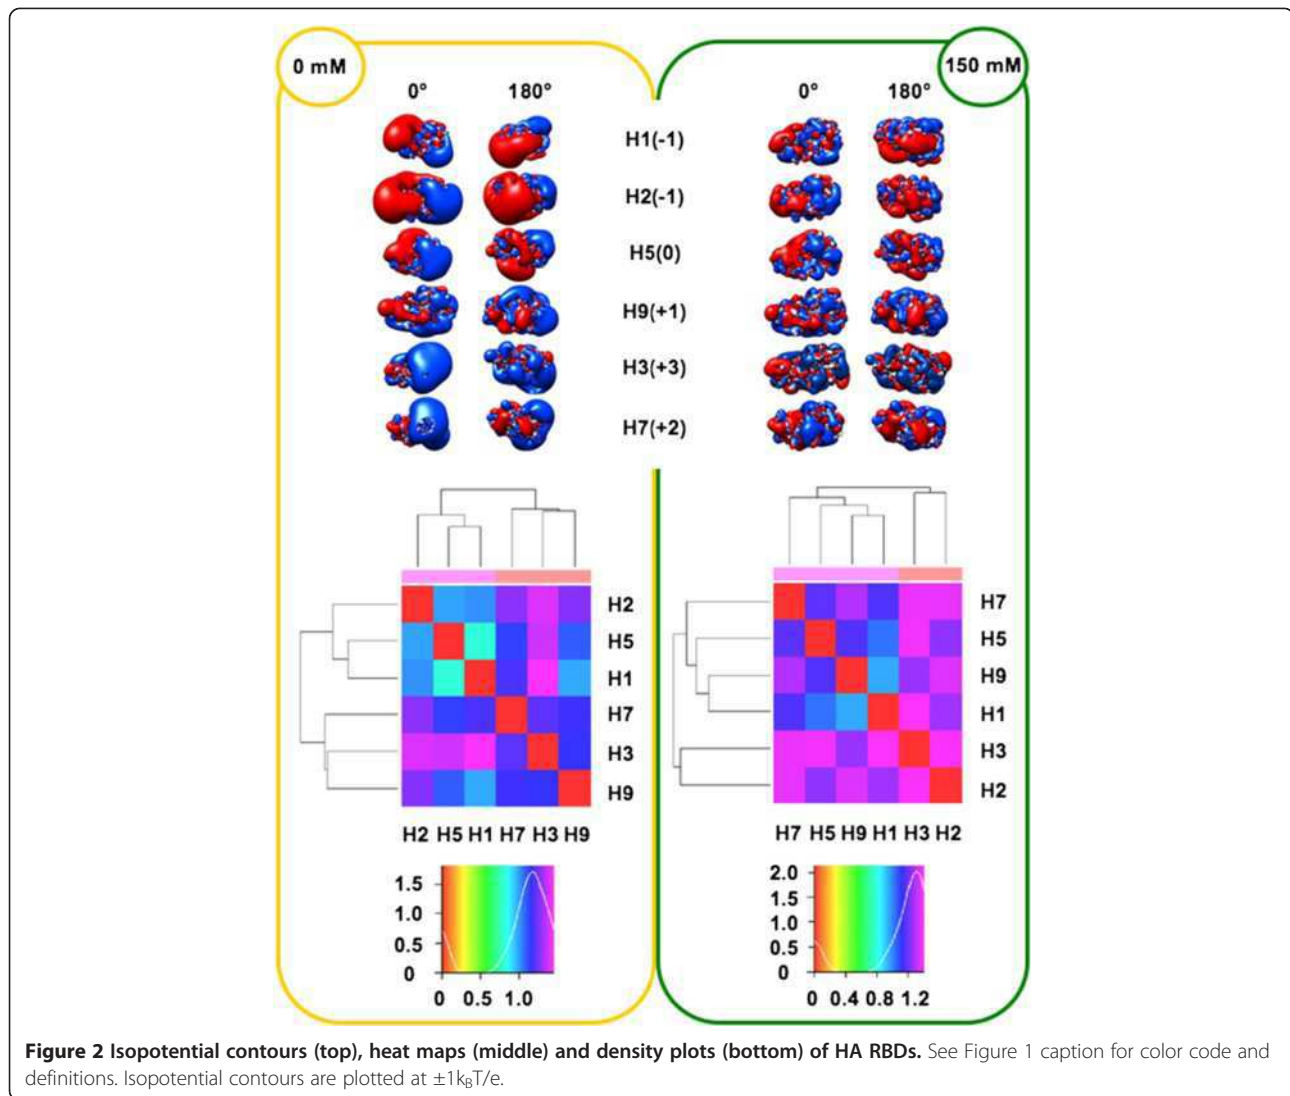 0 mM
150 mM
0° 180°
0° 180°
H1(-1)
H2(-1)
H5(0)
H9(+1)
H3(+3)
H7(+2)
H2
H5
H1
H7
H3
H9
H2 H5 H1 H7 H3 H9
1.5
1.0
0.5
0
0 0.5 1.0
H7
H5
H9
H1
H3
H2
H7 H5 H9 H1 H3 H2
2.0
1.5
1.0
0.5
0
0 0.4 0.8 1.2
Figure 2 Isopotential contours (top), heat maps (middle) and density plots (bottom) of HA RBDs. See Figure 1 caption for color code and
definitions. Isopotential contours are plotted at ±1kBT/e.